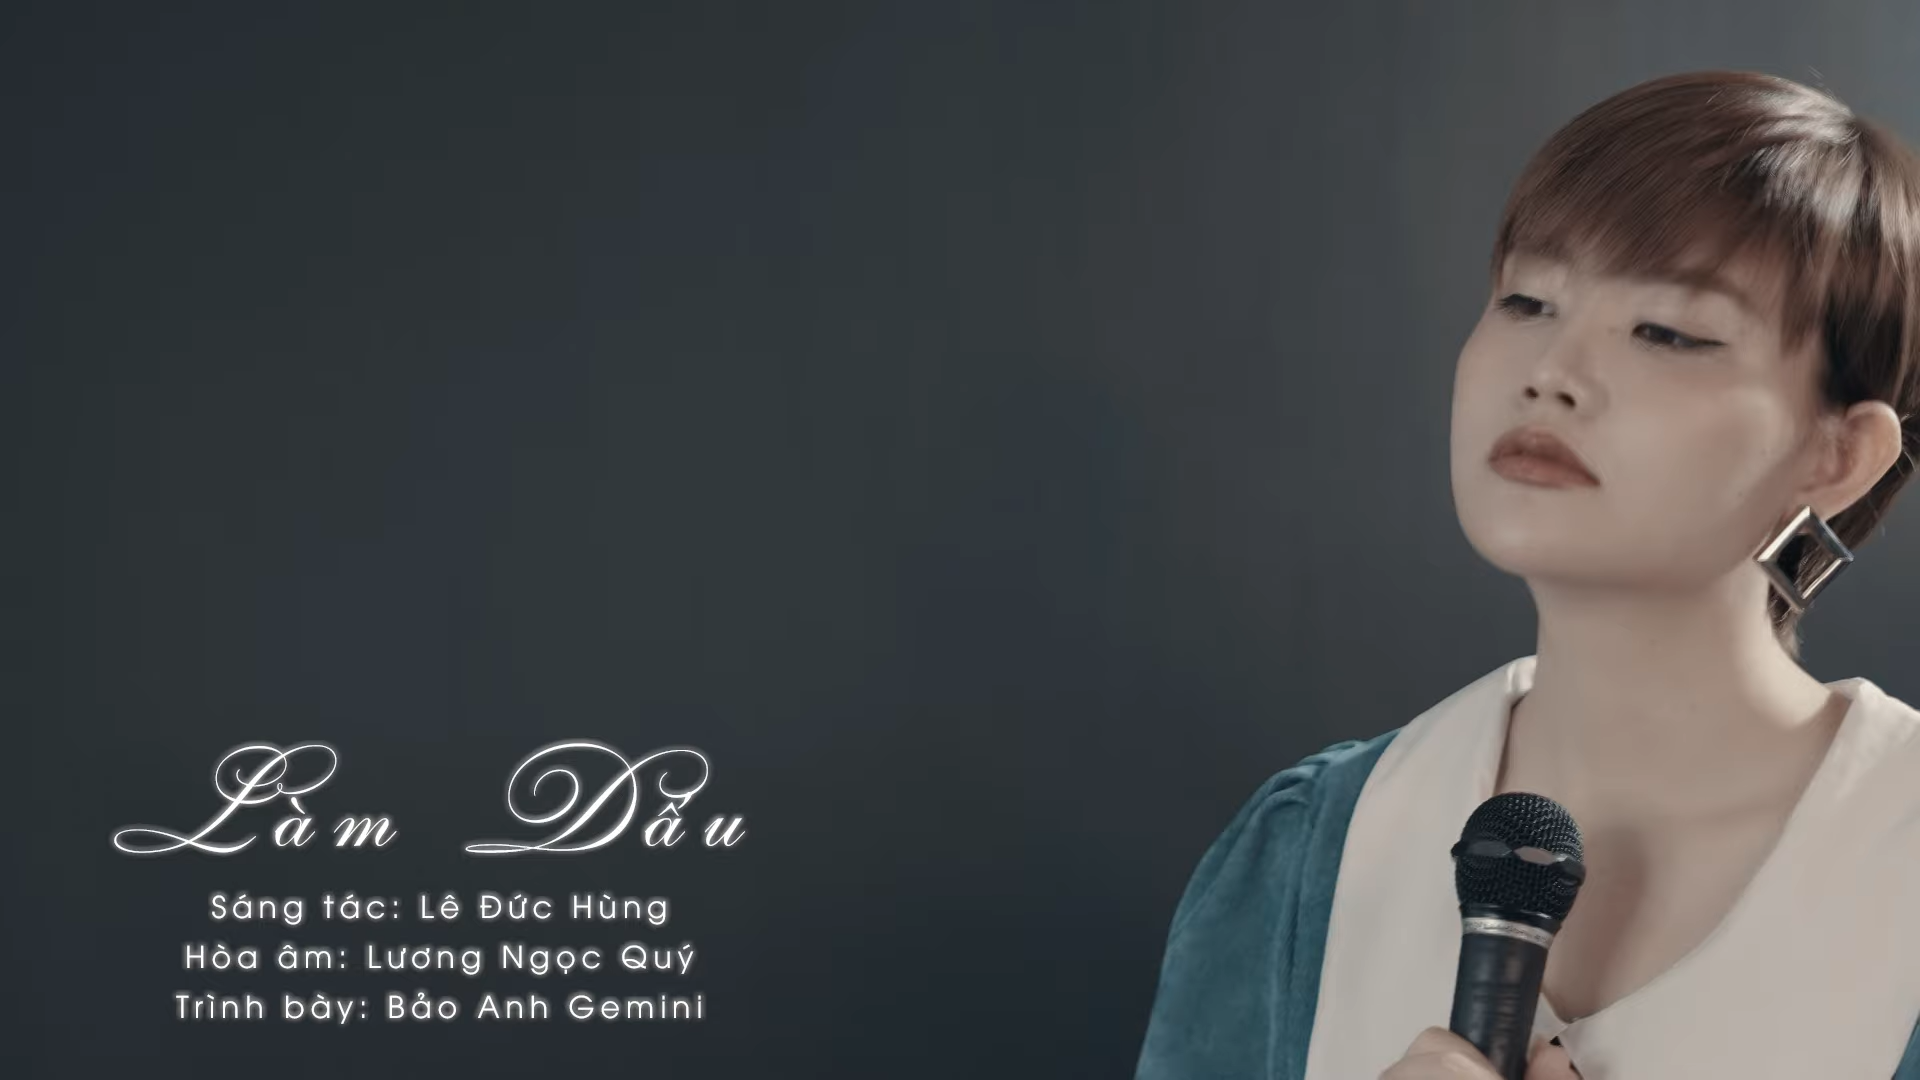 Làm Dấu
Sáng tác: Lê Đức Hùng
Hòa âm: Lương Ngọc Quý
Trình bày: Bảo Anh Gemini